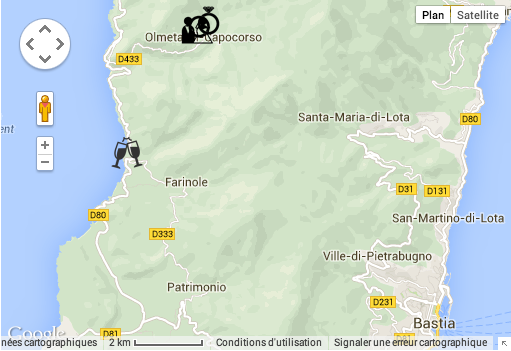 Plan Satellite
Olmeta-di-Capocorso
D433
D80
Santa-Maria-di-Lota
ent
Farinole
D31
D131
D80
San-Martino-di-Lota
D333
Ville-di-Pietrabugno
Patrimonio
D231
Bastia
D81
Google
nées cartographiques 2 km Conditions d'utilisation Signaler une erreur cartographique